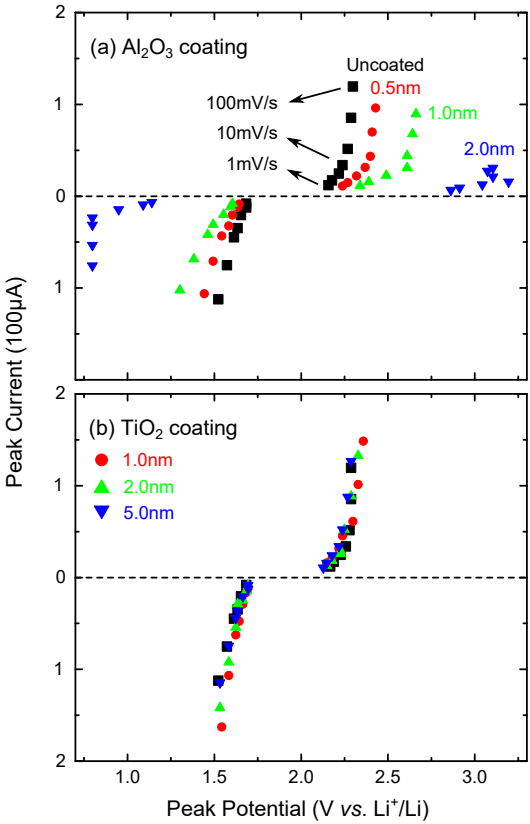 2
(a) Al₂O₃ coating
Uncoated
0.5nm
1
100mV/s
1.0nm
10mV/s
2.0nm
1mV/s
0
1
Peak Current (100µA)
2
(b) TiO₂ coating
1.0nm
2.0nm
5.0nm
1
0
1
2
1.0 1.5 2.0 2.5 3.0
Peak Potential (V vs. Li⁺/Li)